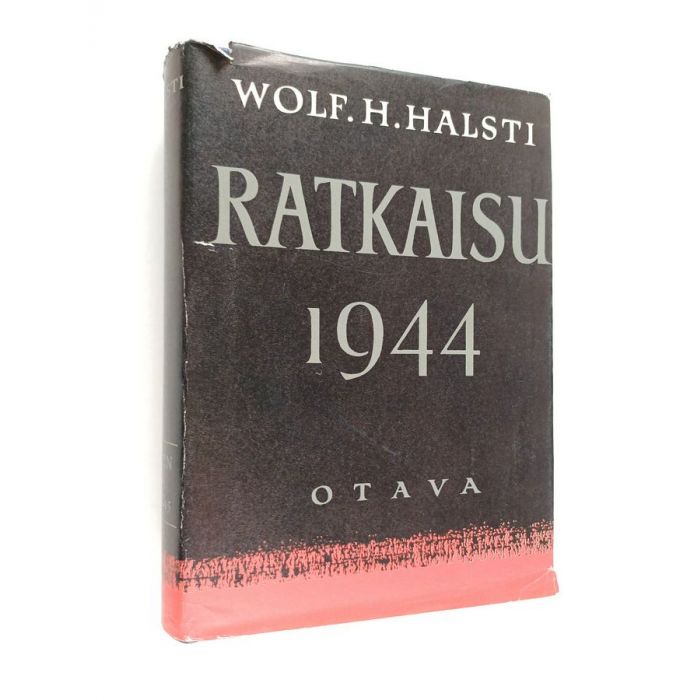 WOLF. H. HALSTI
RATKAISU
1944
OTAVA